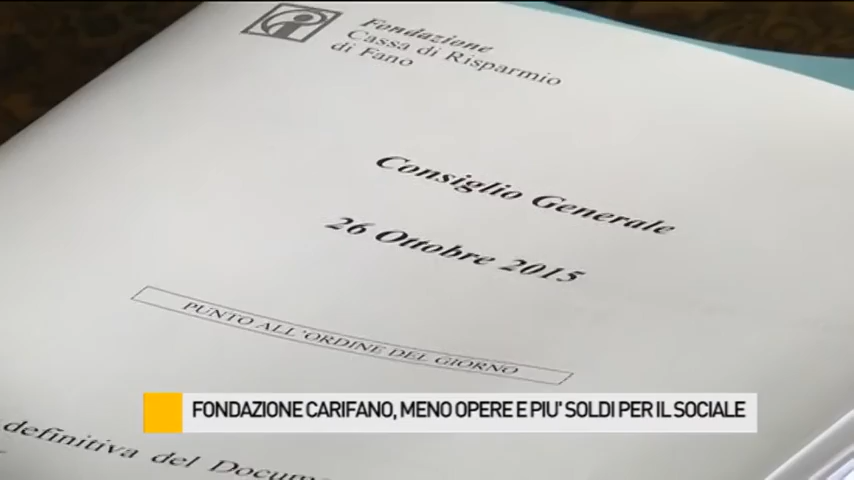 Fondazione
Cassa di Risparmio
di Fano
Consiglio Generale
26 Ottobre 2015
PUNTO ALL'ORDINE DEL GIORNO
FONDAZIONE CARIFANO, MENO OPERE E PIU' SOLDI PER IL SOCIALE
definitiva del